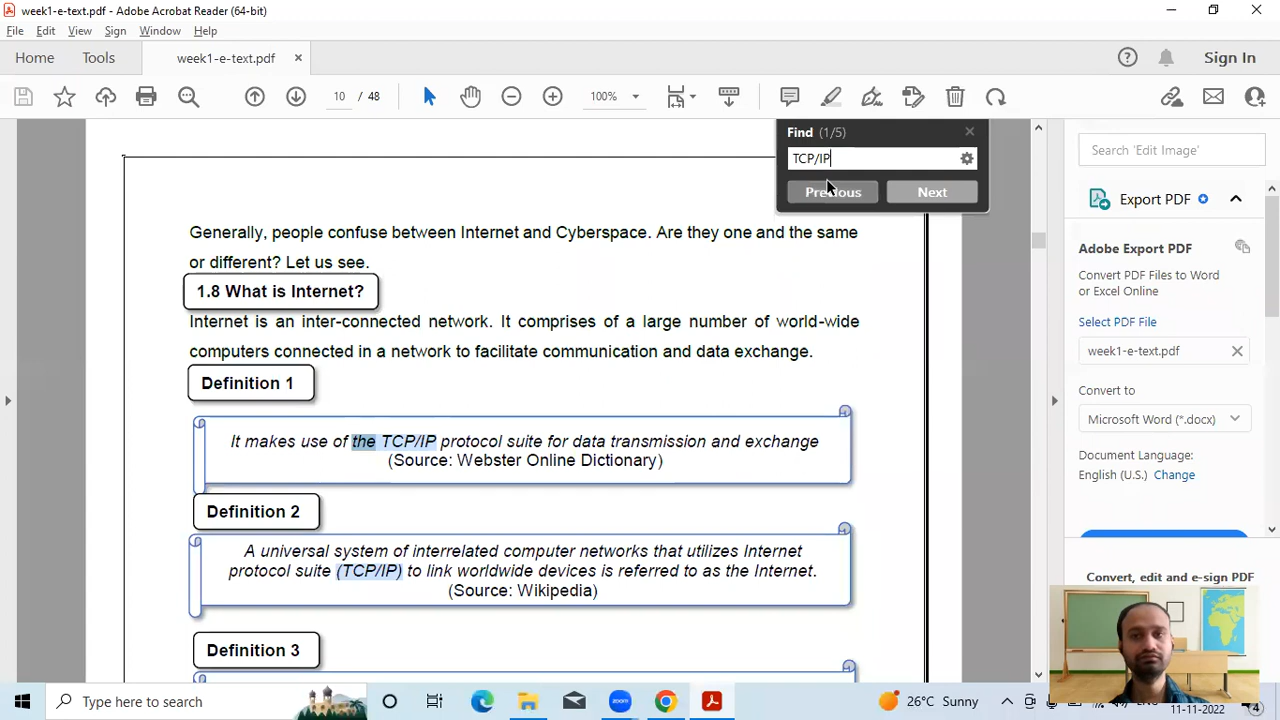 week1-e-text.pdf - Adobe Acrobat Reader (64-bit)
File Edit View Sign Window Help
Home Tools week1-e-text.pdf × Sign In
10 / 48 100%
Find (1/5)
TCP/IP
Previous Next
Generally, people confuse between Internet and Cyberspace. Are they one and the same
or different? Let us see.
1.8 What is Internet?
Internet is an inter-connected network. It comprises of a large number of world-wide
computers connected in a network to facilitate communication and data exchange.
Definition 1
It makes use of the TCP/IP protocol suite for data transmission and exchange
(Source: Webster Online Dictionary)
Definition 2
A universal system of interrelated computer networks that utilizes Internet
protocol suite (TCP/IP) to link worldwide devices is referred to as the Internet.
(Source: Wikipedia)
Definition 3
Search 'Edit Image'
Export PDF
Adobe Export PDF
Convert PDF Files to Word
or Excel Online
Select PDF File
week1-e-text.pdf
Convert to
Microsoft Word (*.docx)
Document Language:
English (U.S.) Change
Convert, edit and e-sign PDF
Type here to search
zoom
26°C Sunny
11-11-2022